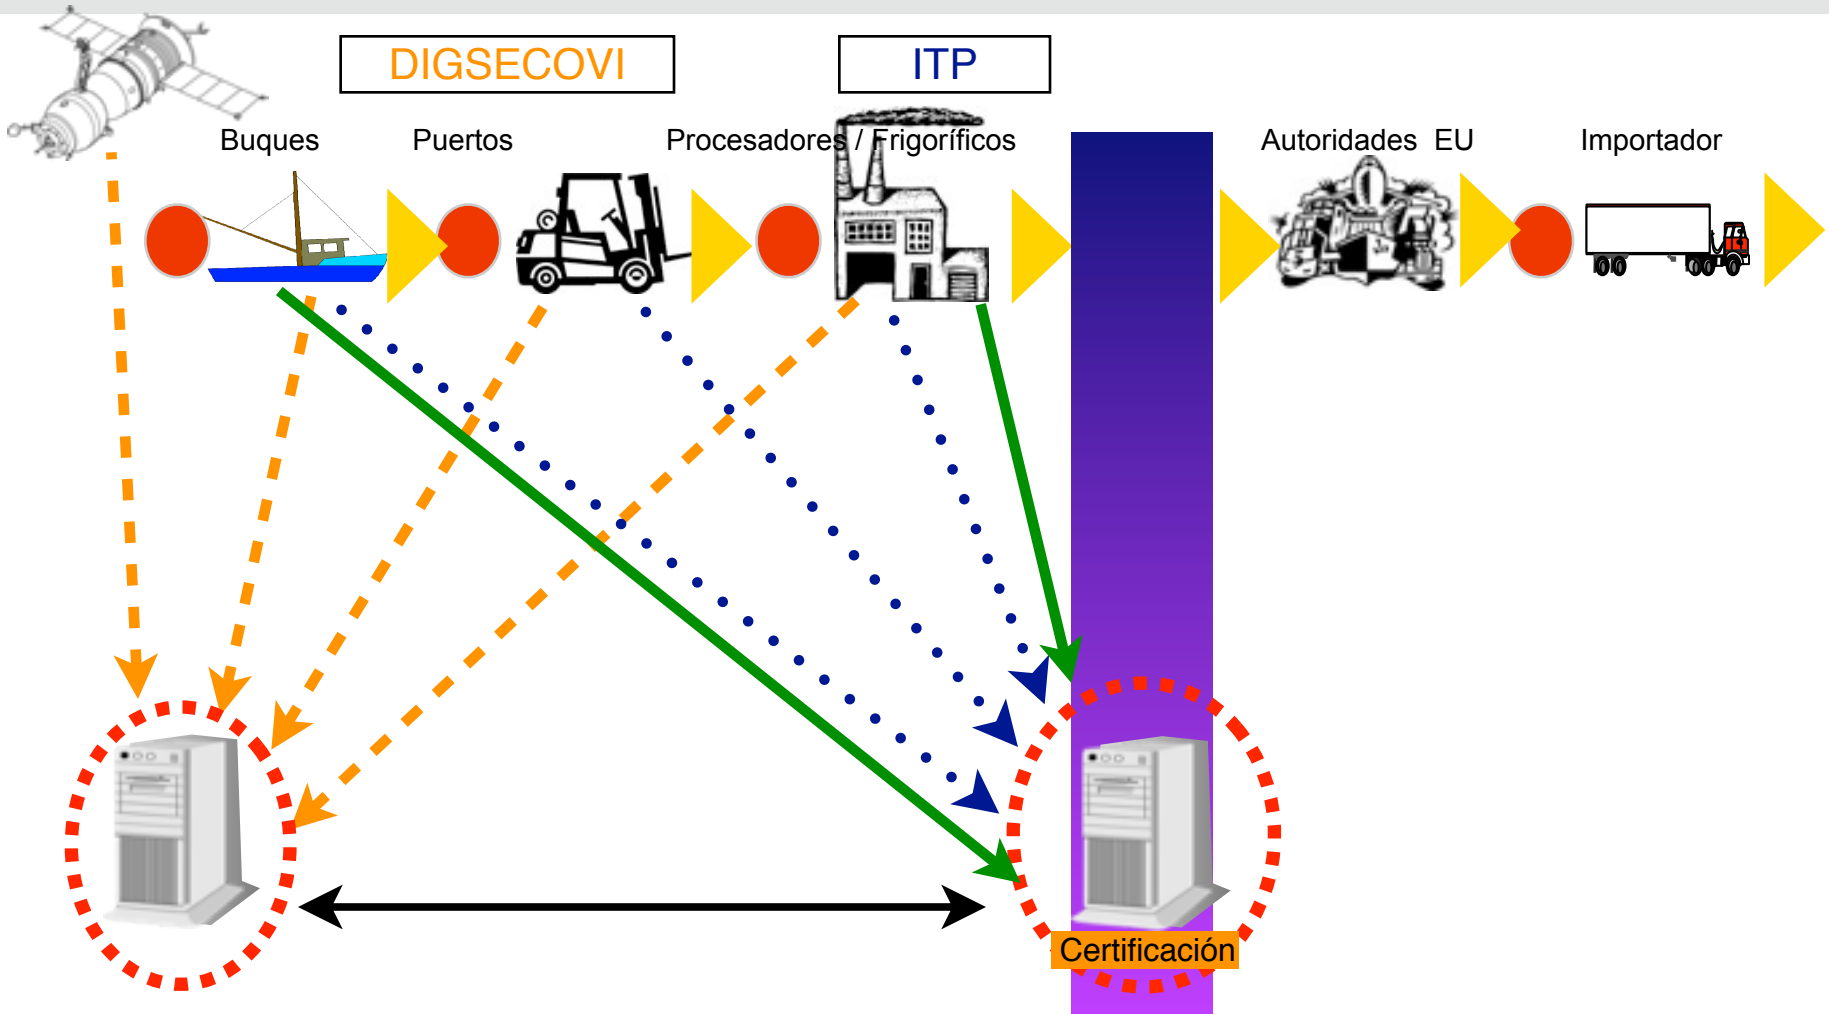 DIGSECOVI
ITP
Buques
Puertos
Procesadores / Frigoríficos
Autoridades EU
Importador
Certificación